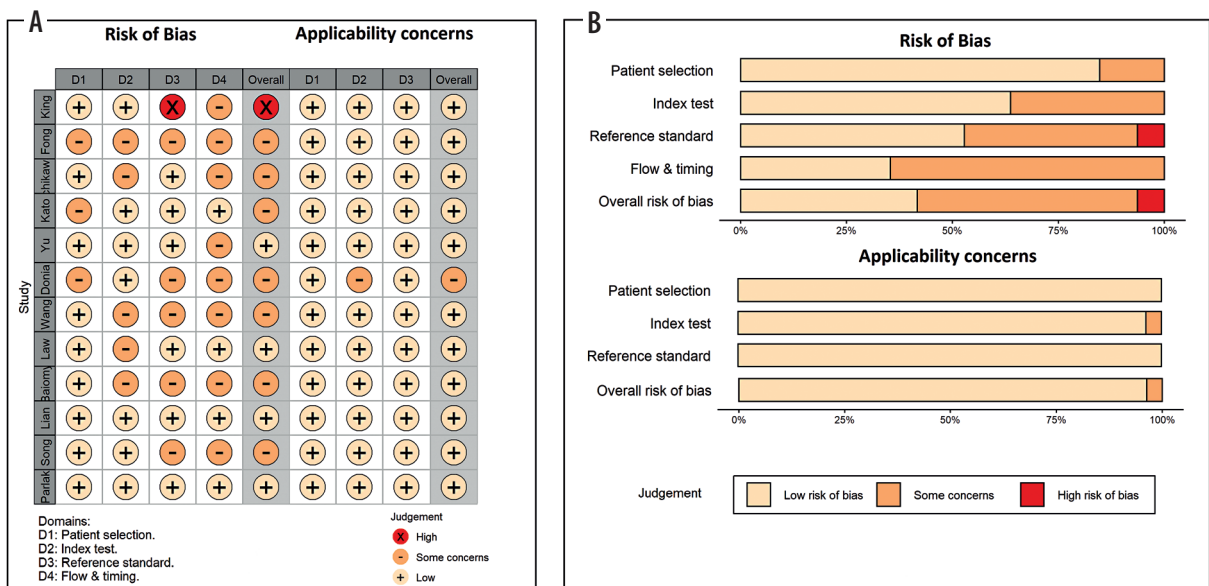 A
Risk of Bias Applicability concerns
D1 D2 D3 D4 Overall D1 D2 D3 Overall
Study
King + + X - X + + + +
Fong - - - - - + + + +
chikaw + - + - - + + + +
Kato - + + + - + + + +
Yu + + + - + + + + +
Donia - + - - - + - + -
Wang + - - - - + + + +
Law + - + + + + + + +
Baiomy + - - - - + + + +
Lian + + + + + + + + +
Song + + - - - + + + +
Parlak + + + + + + + + +
Domains:
D1: Patient selection.
D2: Index test.
D3: Reference standard.
D4: Flow & timing.
Judgement
X High
- Some concerns
+ Low
B
Risk of Bias
Patient selection
Index test
Reference standard
Flow & timing
Overall risk of bias
0% 25% 50% 75% 100%
Applicability concerns
Patient selection
Index test
Reference standard
Overall risk of bias
0% 25% 50% 75% 100%
Judgement Low risk of bias Some concerns High risk of bias